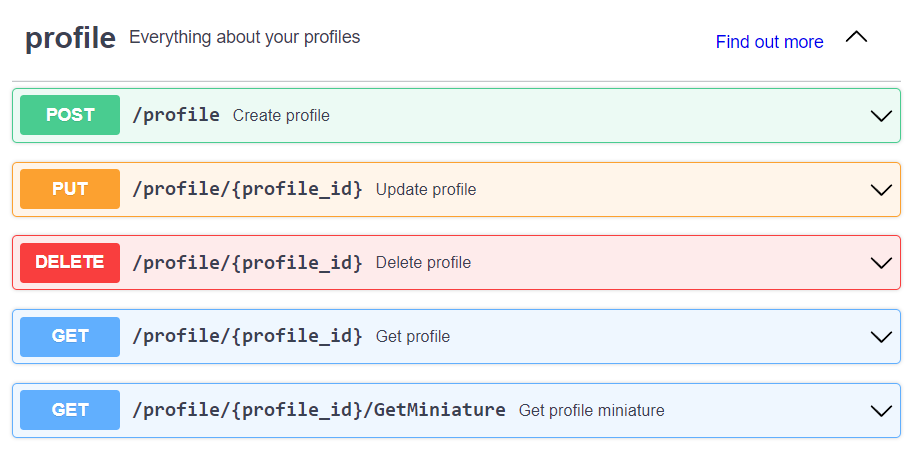 profile Everything about your profiles Find out more
POST /profile Create profile
PUT /profile/{profile_id} Update profile
DELETE /profile/{profile_id} Delete profile
GET /profile/{profile_id} Get profile
GET /profile/{profile_id}/GetMiniature Get profile miniature